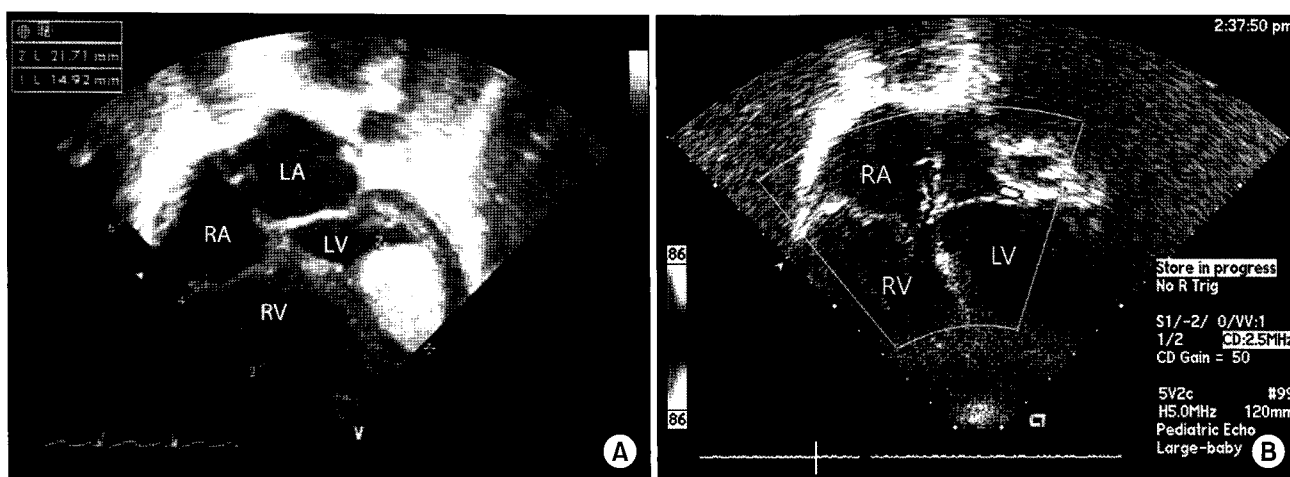 2 L 21.71 mm
1 L 14.92 mm
LA
RA
LV
RV
2
V
A
2:37:50 pm
RA
RV
LV
86
86
Store in progress
No R Trig
S1/-2/ 0/VV:1
1/2 CD:2.5MHz
CD Gain = 50
5V2c #99
H5.0MHz 120mm
Pediatric Echo
Large-baby
B